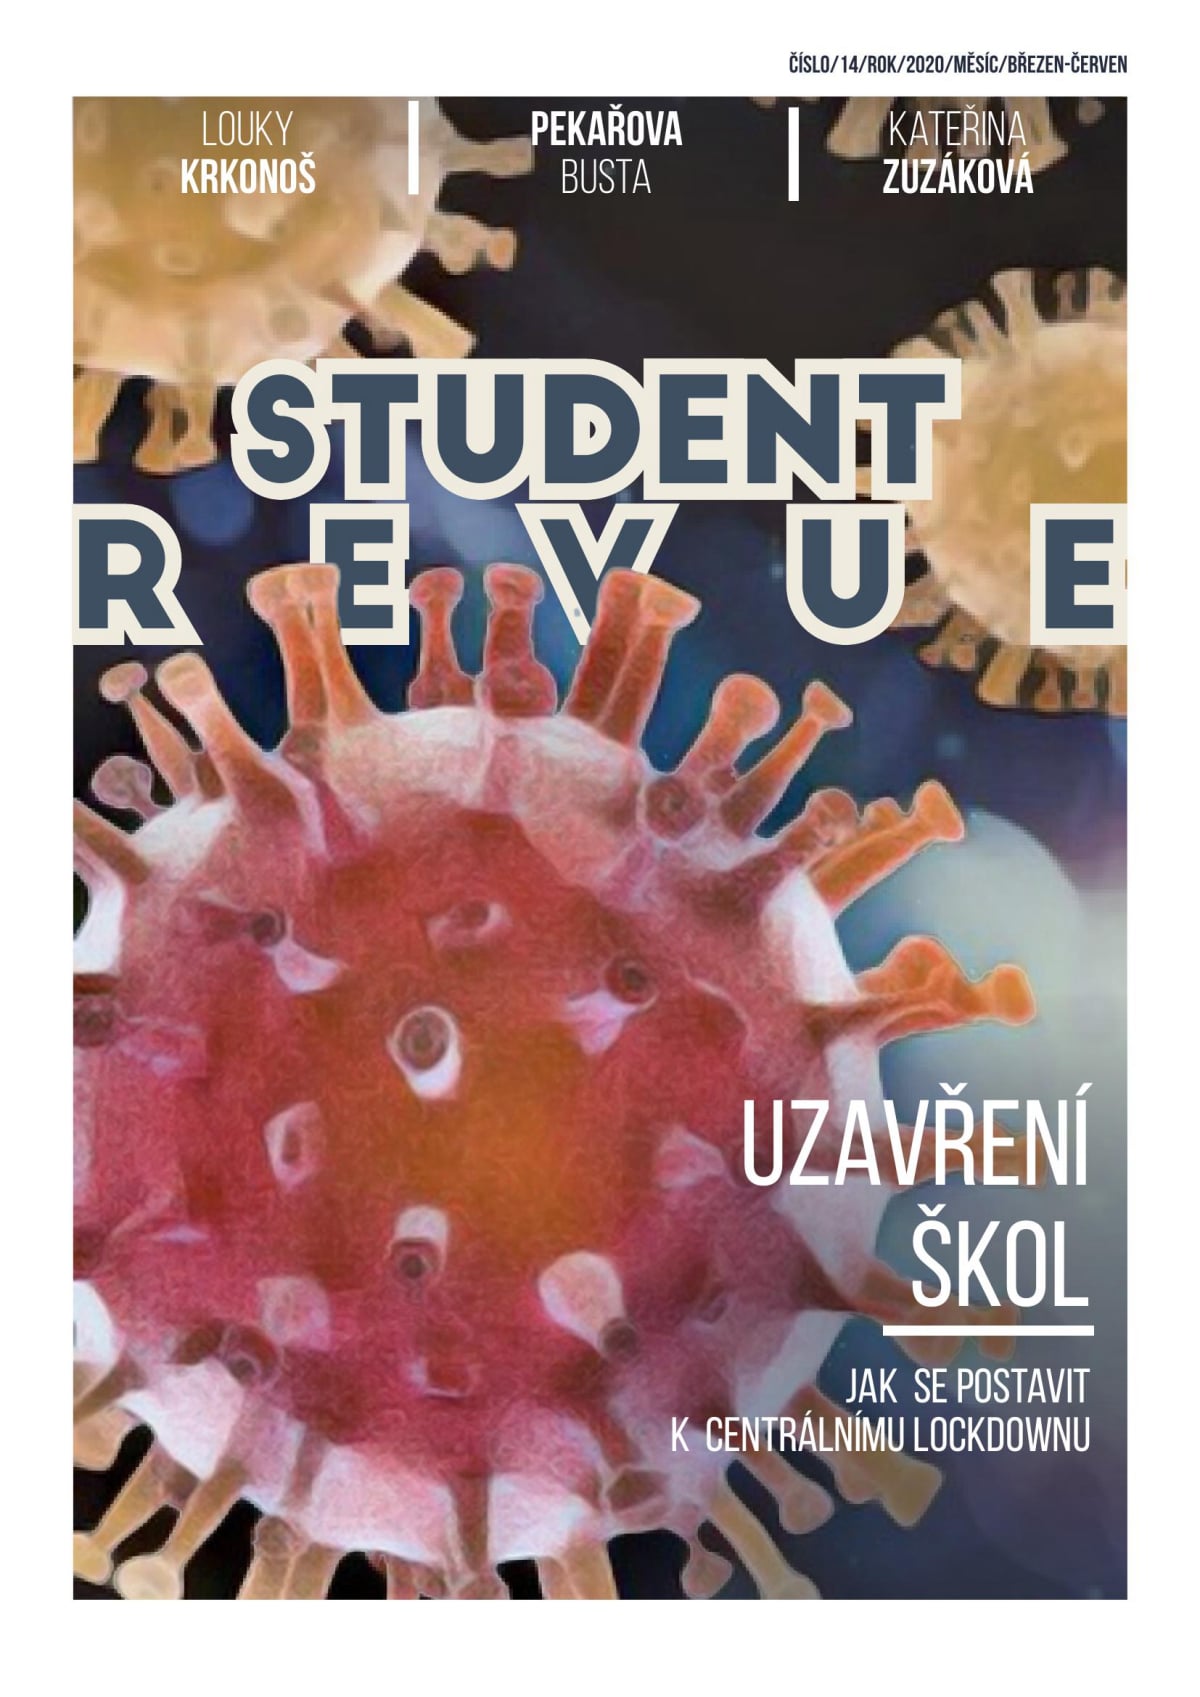 ČÍSLO/14/ROK/2020/MĚSÍC/BŘEZEN-ČERVEN
LOUKY
KRKONOŠ
PEKAŘOVA
BUSTA
KATEŘINA
ZUZÁKOVÁ
STUDENT
REVUE
UZAVŘENÍ
ŠKOL
JAK SE POSTAVIT
K CENTRÁLNÍMU LOCKDOWNU